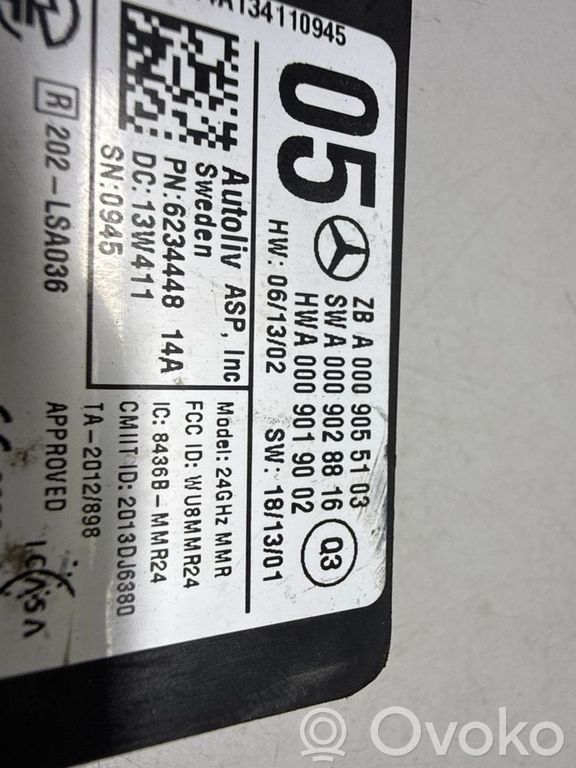 134110945
05
ZB A 000 905 51 03
SW A 000 902 88 16
HW A 000 901 90 02
Q3
HW: 06/13/02 SW: 18/13/01
Autoliv ASP, Inc
Sweden
PN:6234448 14A
DC: 13W411
SN:0945
Model: 24GHz MMR
FCC ID: WU8MMR24
IC: 8436B-MMR24
CMIIT ID: 2013DJ6380
TA-2012/898
APPROVED
R 202-LSA036
Ovoko